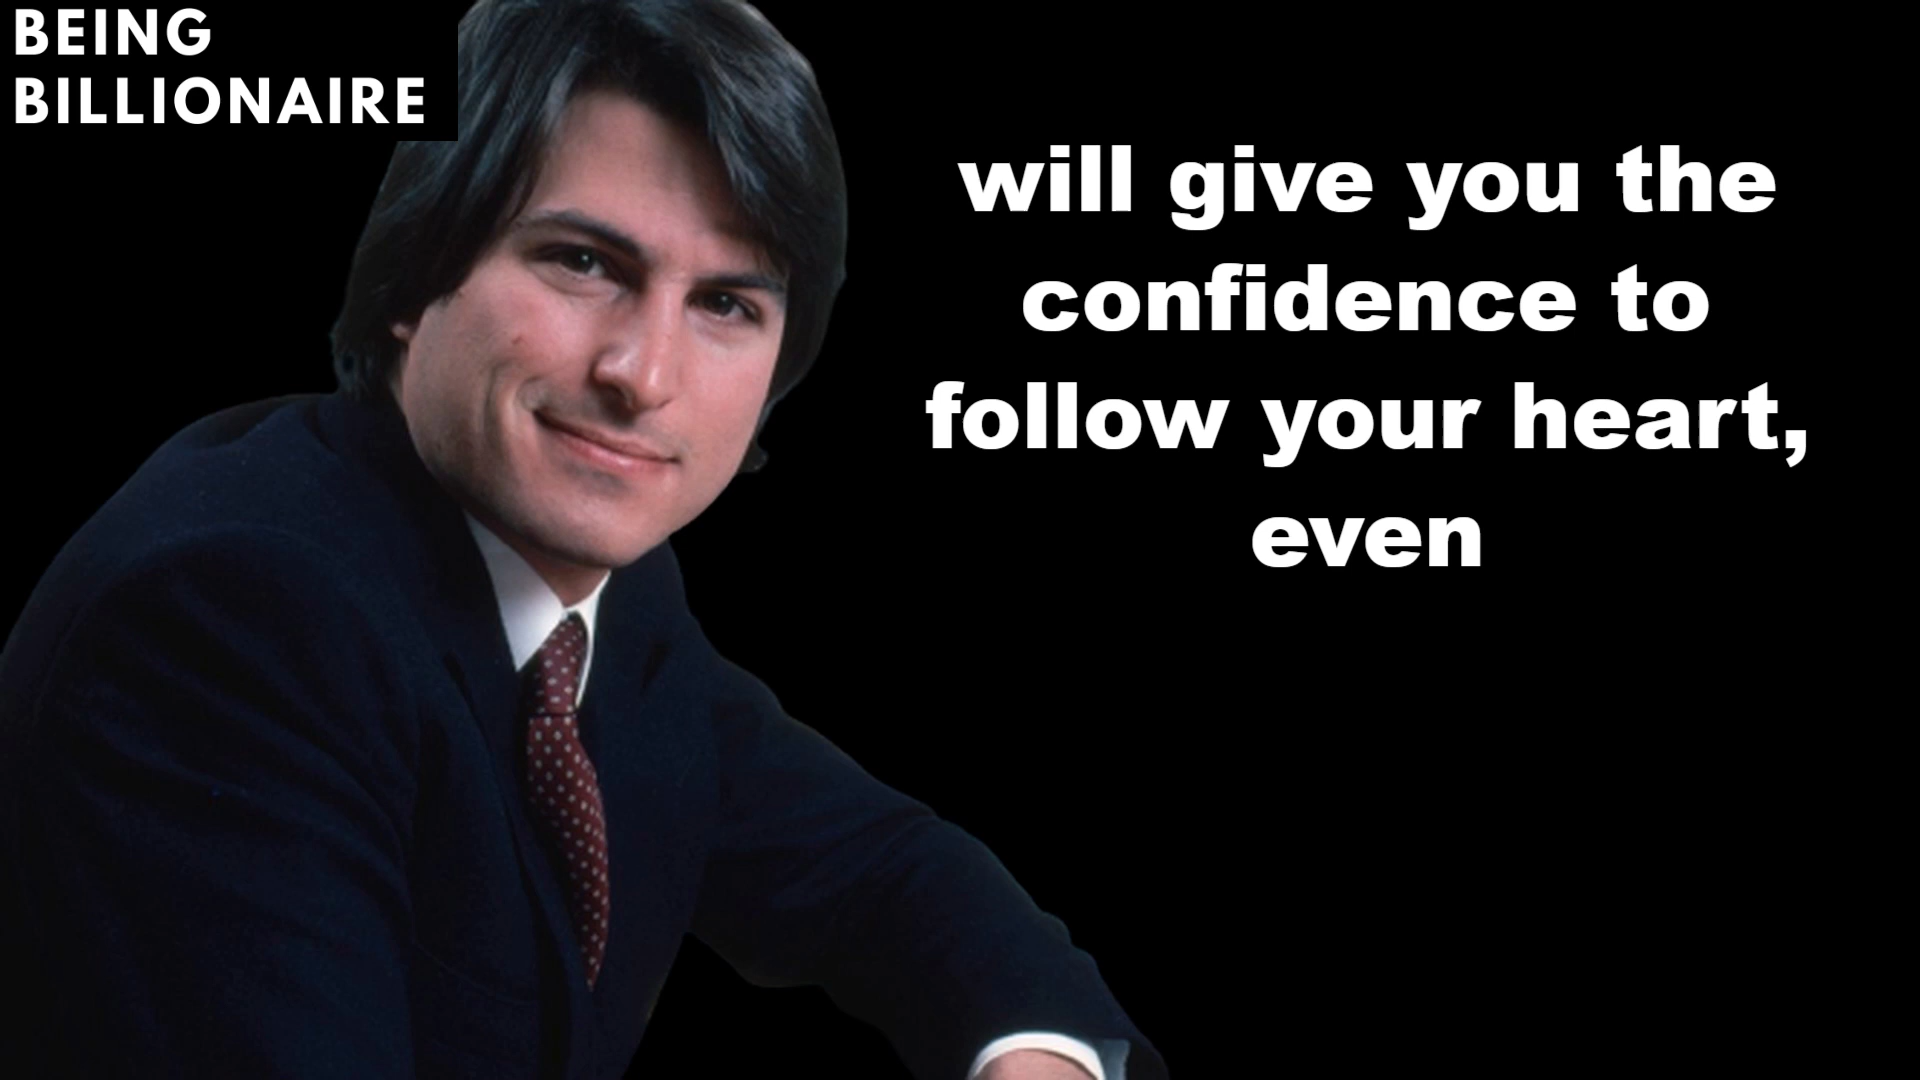 BEING
BILLIONAIRE
will give you the
confidence to
follow your heart,
even